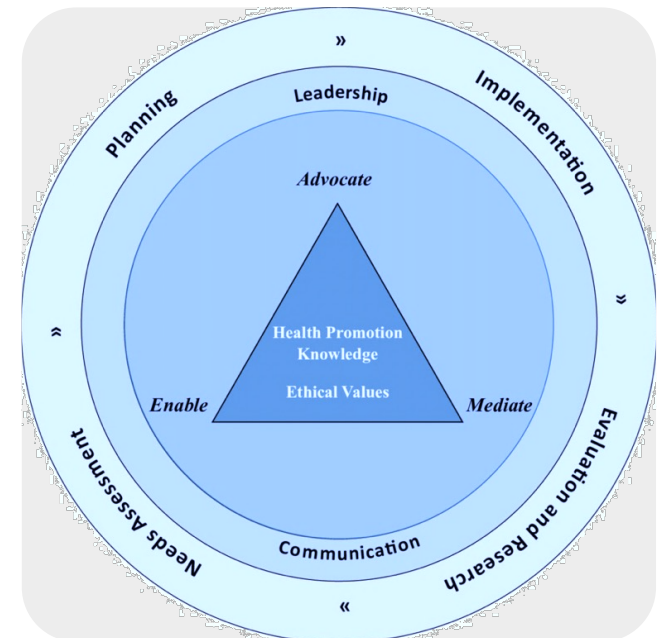 »
Planning
Implementation
Leadership
Advocate
»
»
Health Promotion
Knowledge
Ethical Values
Enable
Mediate
Needs Assessment
Evaluation and Research
Communication
»